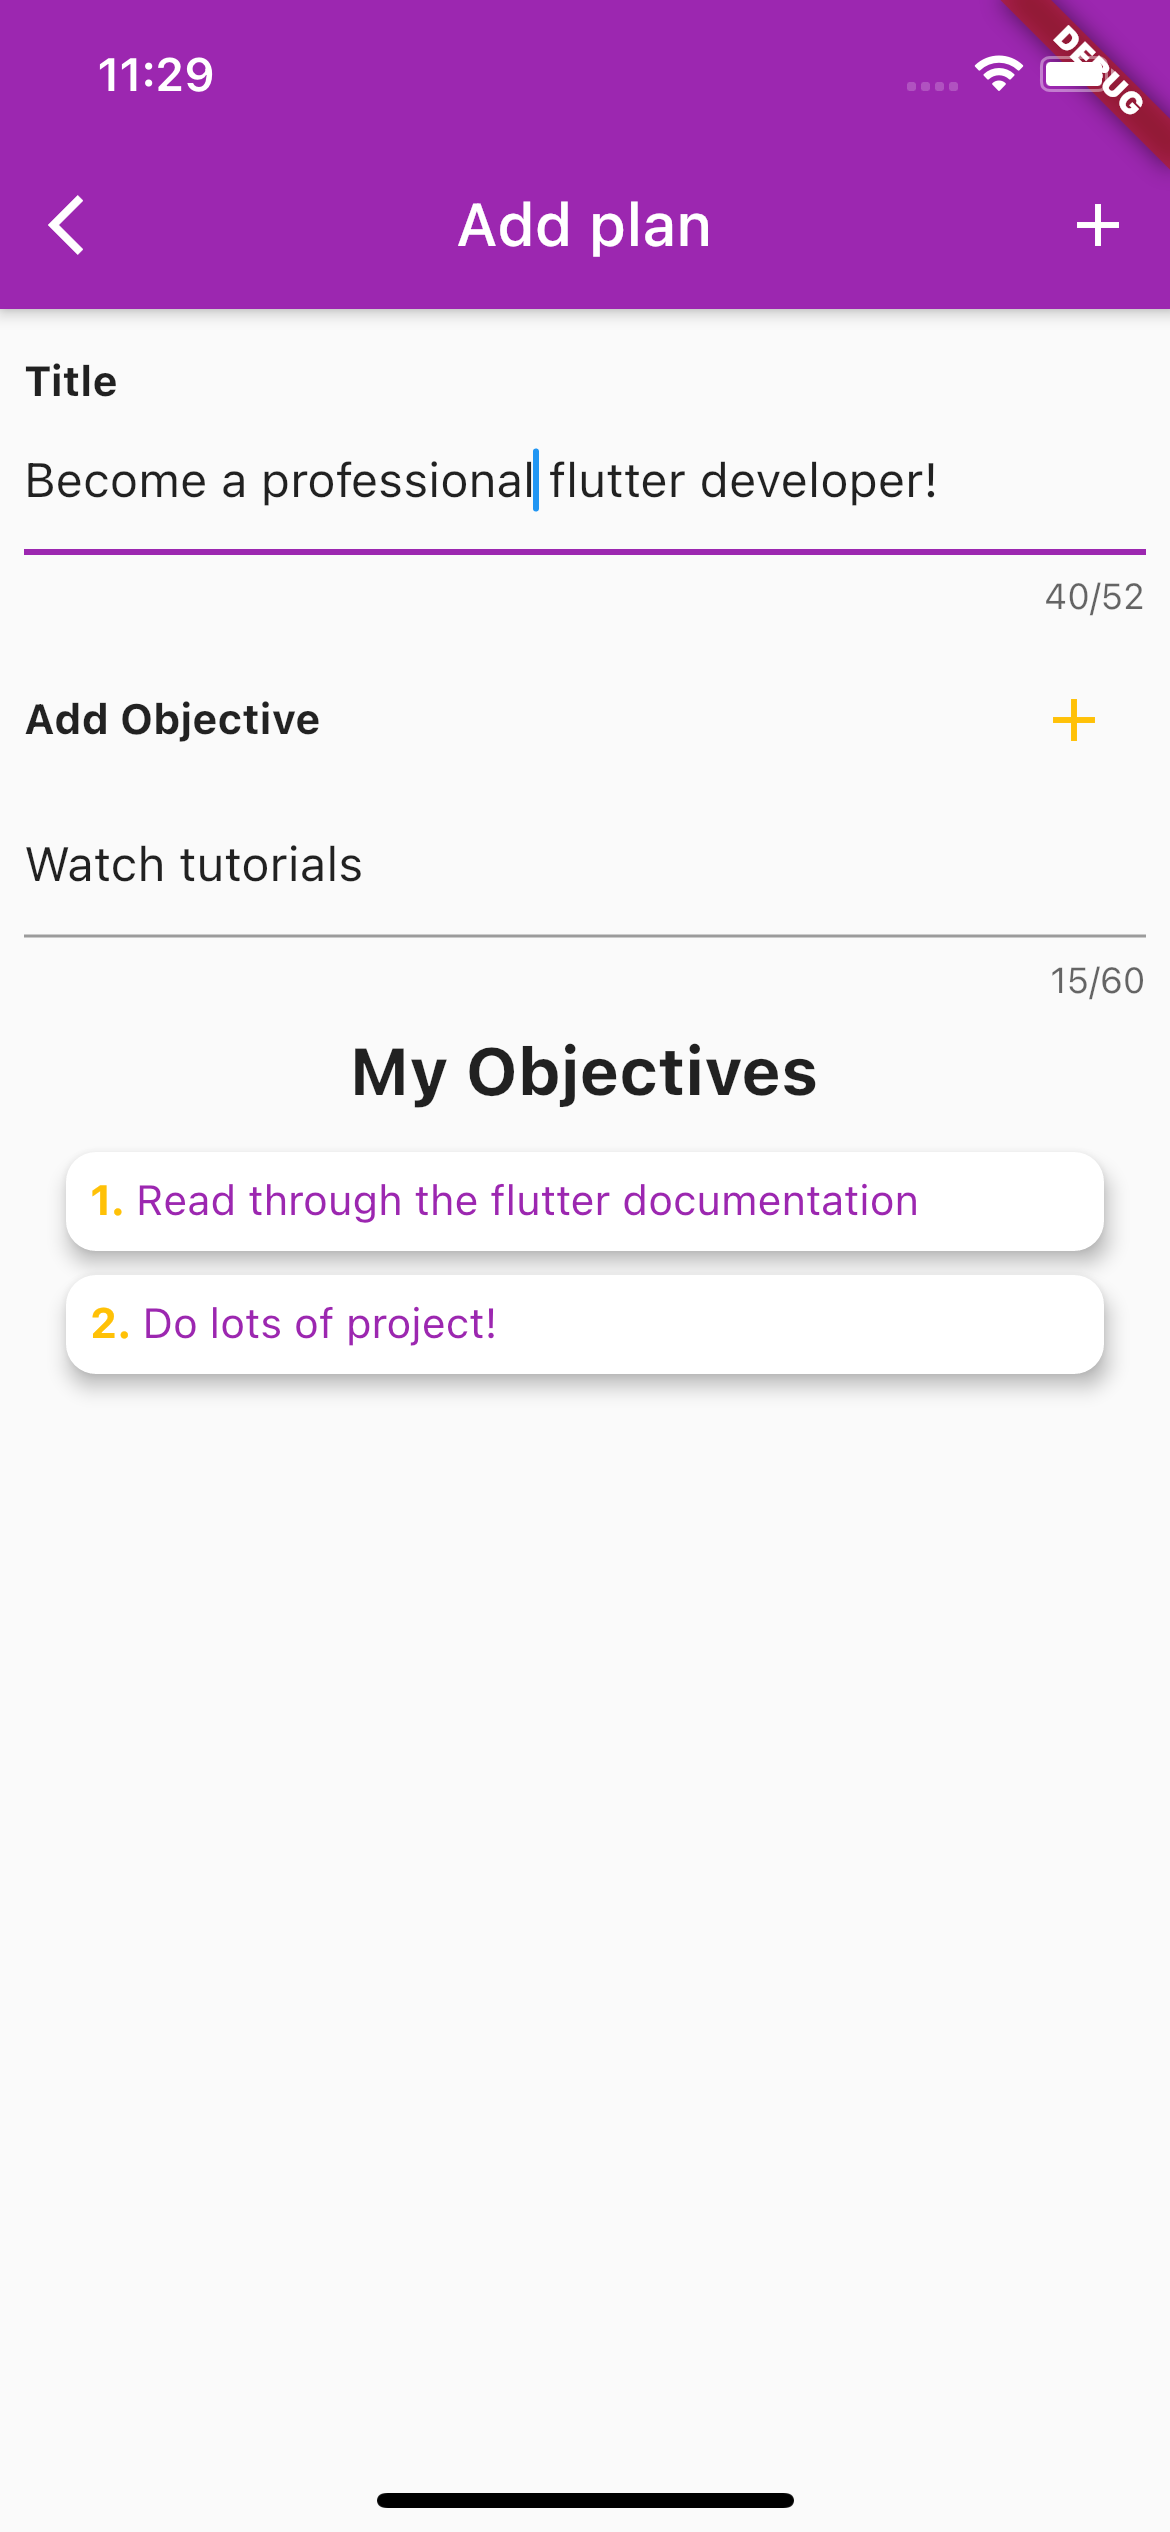 11:29
DEBUG
Add plan
Title
Become a professional flutter developer!
40/52
Add Objective
Watch tutorials
15/60
My Objectives
1. Read through the flutter documentation
2. Do lots of project!